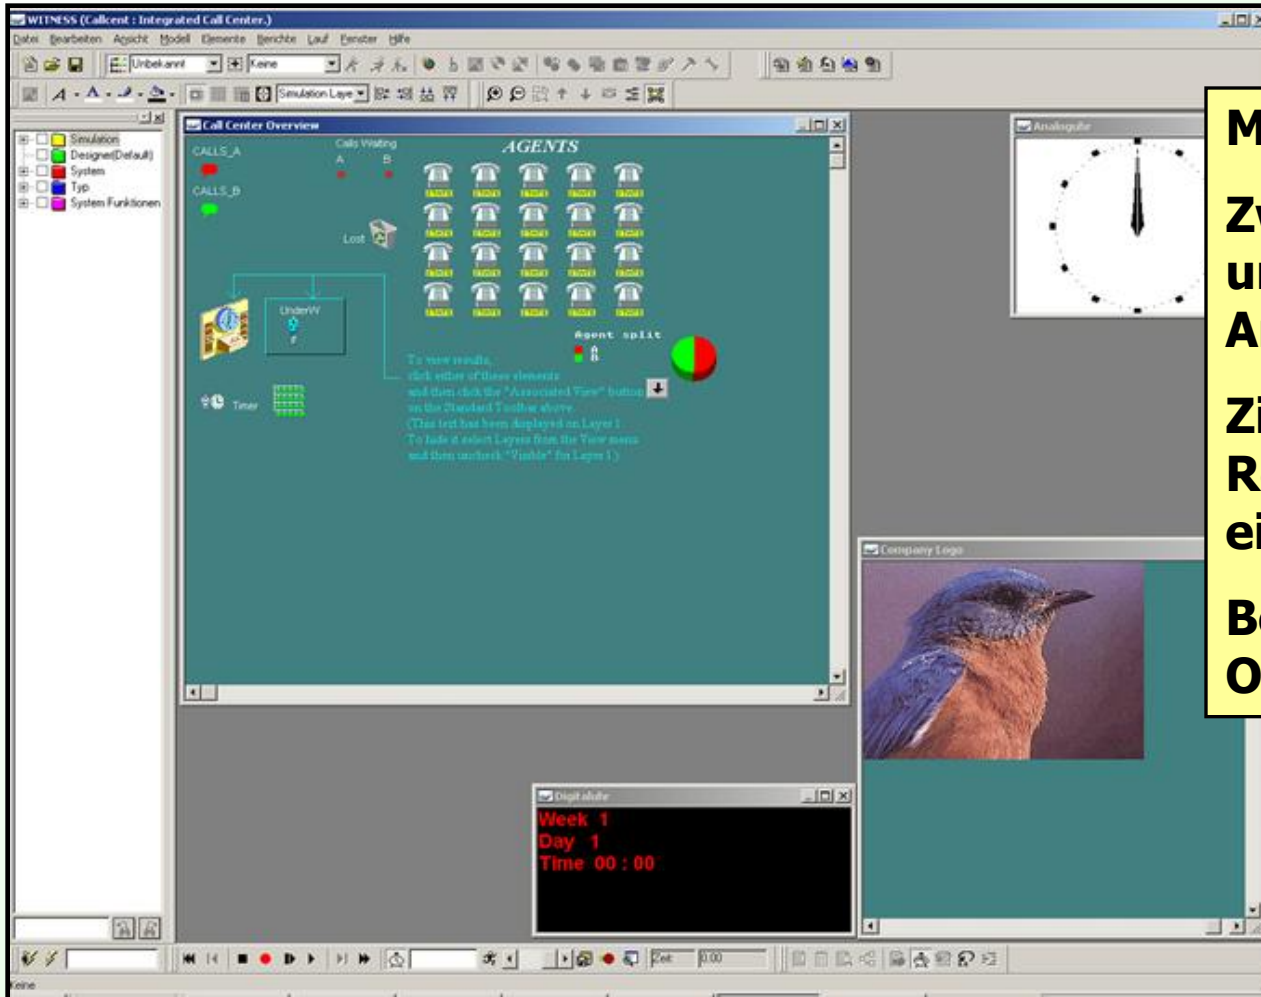 WITNESS (Callcent : Integrated Call Center.)
Datei Bearbeiten Ansicht Modell Elemente Berichte Lauf Fenster Hilfe
Unbekannt Keine
Simulation Laye
Simulation
Designer(Default)
System
Typ
System Funktionen
Call Center Overview
CALLS_A
Calls Waiting
A B
AGENTS
CALLS_B
Lost
UnderW
Agent split
A
B
To view results,
click either of these elements
and then click the "Associated View" button
on the Standard Toolbar above.
(This text has been displayed on Layer 1
To hide it select Layers from the View menu
and then uncheck "Visible" for Layer 1.)
Timer
Analoguhr
Company Logo
Digitaluhr
Week 1
Day 1
Time 00 : 00
Zeit 0.00
Keine
M
Zv
ur
A
Zi
R
ei
B
O